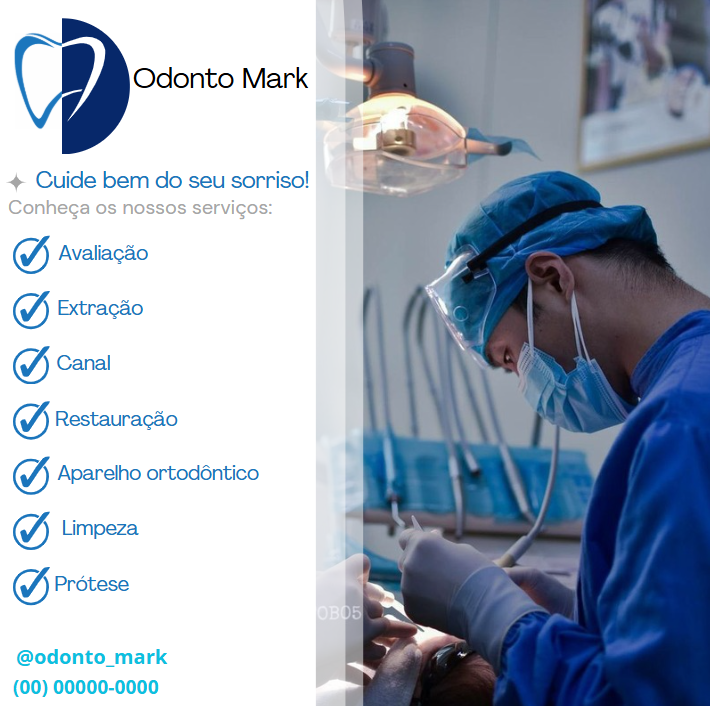 Odonto Mark
Cuide bem do seu sorriso!
Conheça os nossos serviços:
Avaliação
Extração
Canal
Restauração
Aparelho ortodôntico
Limpeza
Prótese
@odonto_mark
(00) 00000-0000